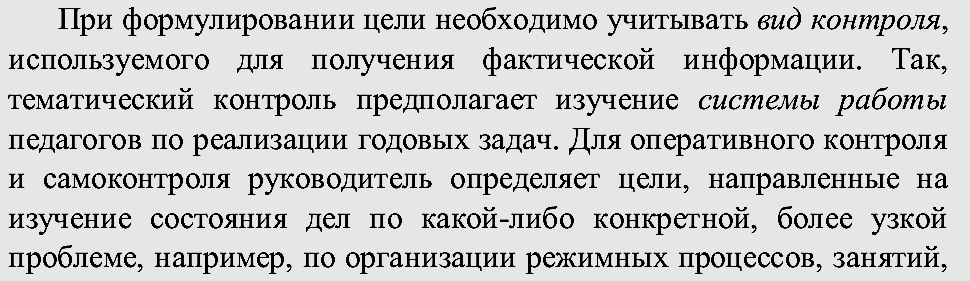 При формулировании цели необходимо учитывать вид контроля,
используемого для получения фактической информации. Так,
тематический контроль предполагает изучение системы работы
педагогов по реализации годовых задач. Для оперативного контроля
и самоконтроля руководитель определяет цели, направленные на
изучение состояния дел по какой-либо конкретной, более узкой
проблеме, например, по организации режимных процессов, занятий,